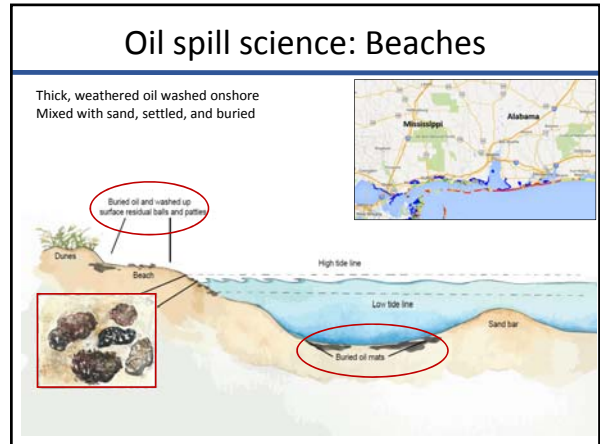 Oil spill science: Beaches
Thick, weathered oil washed onshore
Mixed with sand, settled, and buried
Mississippi
Alabama
Buried oil and washed up
surface residual balls and patties
Dunes
Beach
High tide line
Low tide line
Sand bar
Buried oil mats